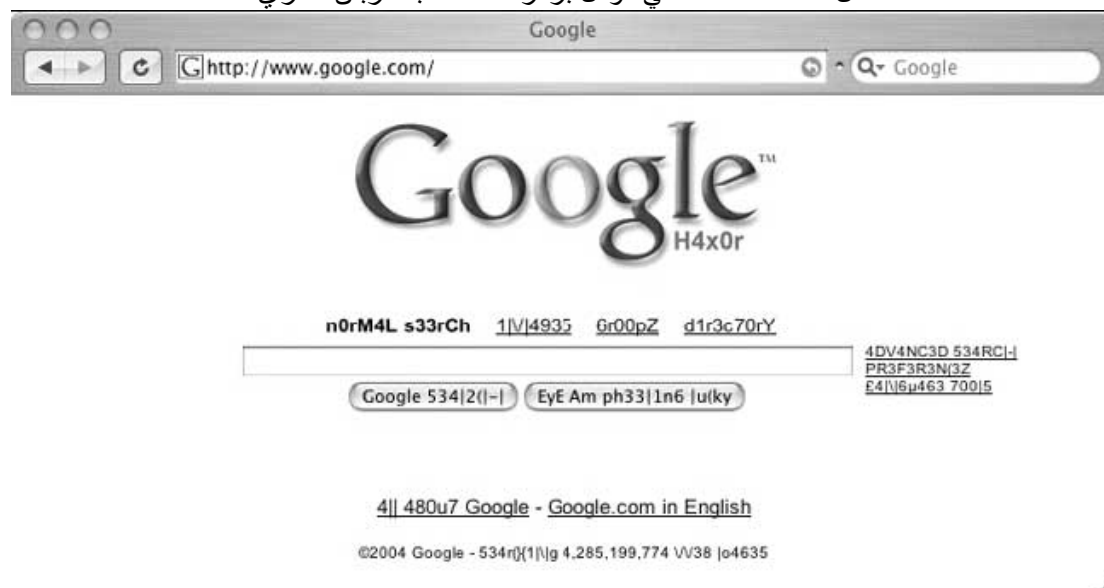 Google
http://www.google.com/
Google
Google™
H4x0r
n0rM4L s33rCh 1|\/|4935 6r00pZ d1r3c70rY
4DV4NC3D 534RC|-|
PR3F3R3N(3Z
£4|\|6µ463 700|5
Google 534|2(|-| EyE Am ph33|1n6 |u(ky
4|| 480u7 Google - Google.com in English
©2004 Google - 534r(}{1|\|g 4,285,199,774 \/\/38 |o4635